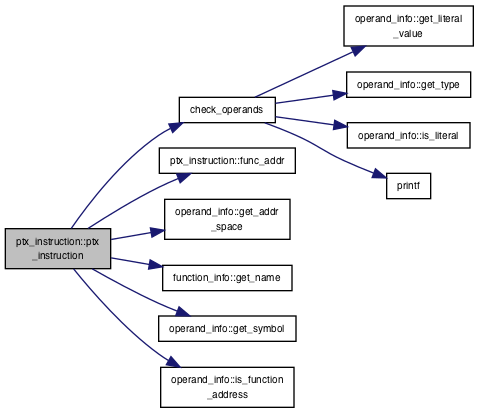 ptx_instruction::ptx
_instruction
check_operands
ptx_instruction::func_addr
operand_info::get_addr
_space
function_info::get_name
operand_info::get_symbol
operand_info::is_function
_address
operand_info::get_literal
_value
operand_info::get_type
operand_info::is_literal
printf